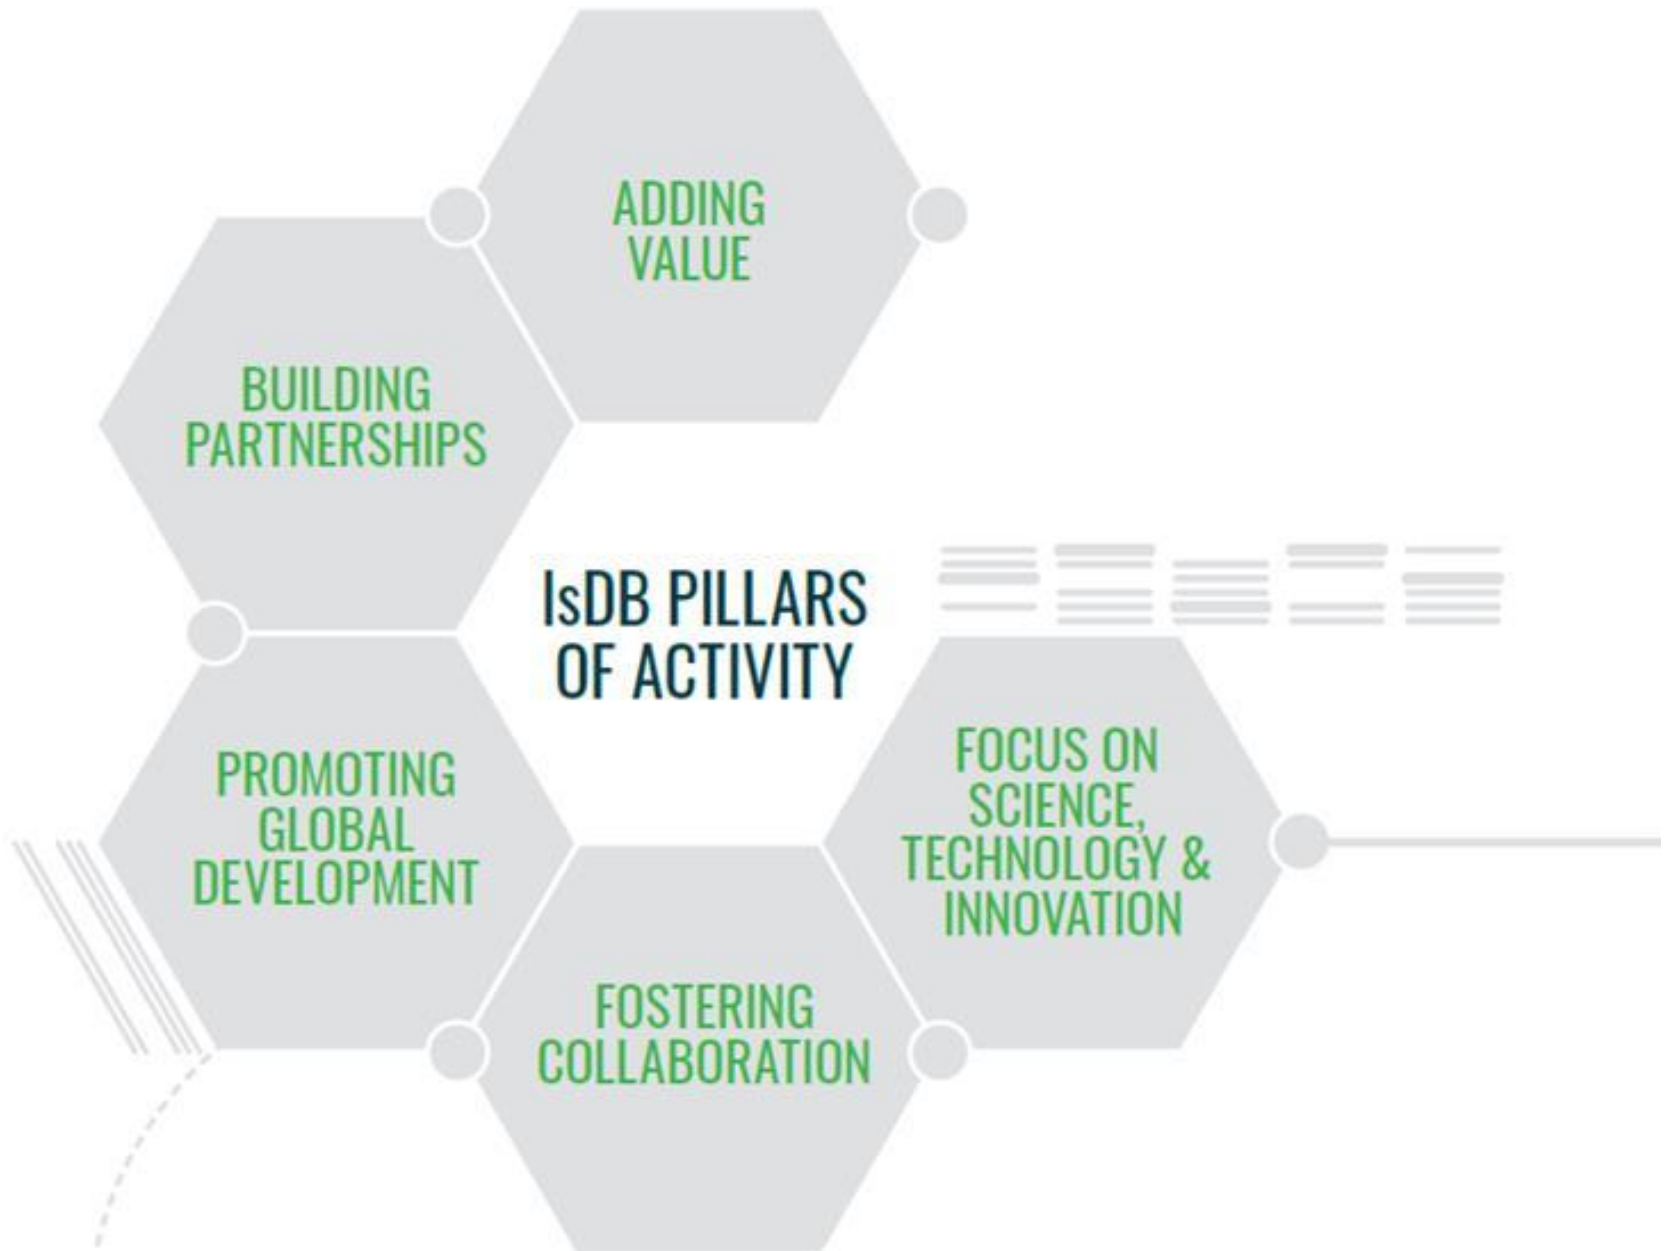 ADDING
VALUE
BUILDING
PARTNERSHIPS
IsDB PILLARS
OF ACTIVITY
PROMOTING
GLOBAL
DEVELOPMENT
FOCUS ON
SCIENCE,
TECHNOLOGY &
INNOVATION
FOSTERING
COLLABORATION